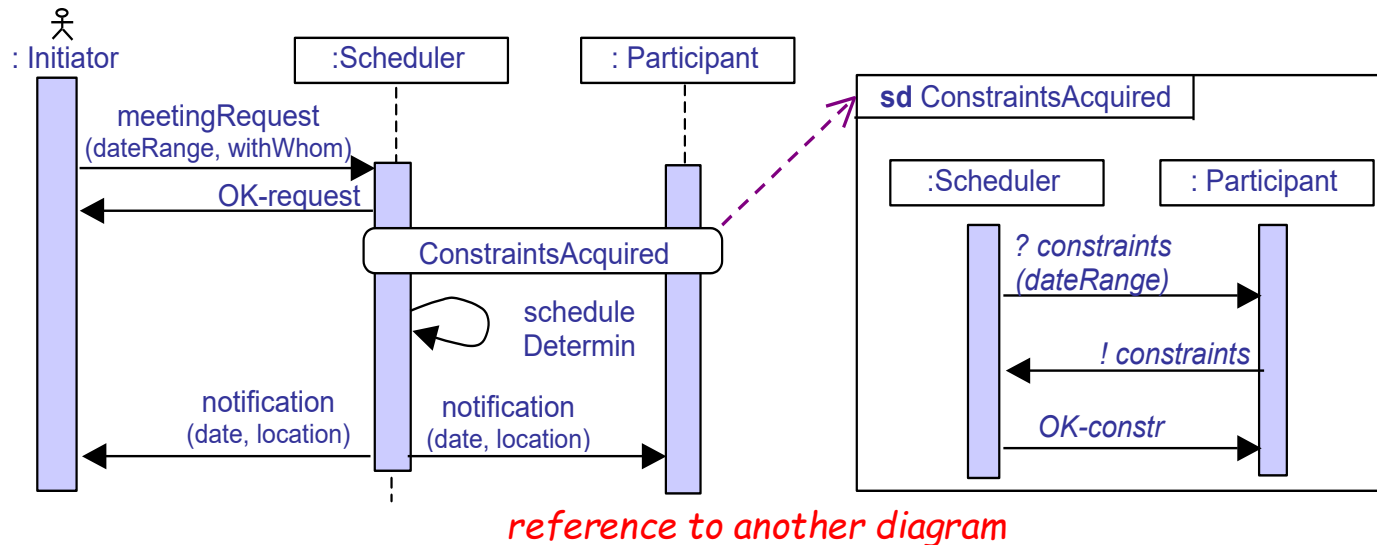 : Initiator
:Scheduler
: Participant
meetingRequest
(dateRange, withWhom)
OK-request
ConstraintsAcquired
schedule
Determin
notification
(date, location)
notification
(date, location)
sd ConstraintsAcquired
:Scheduler
: Participant
? constraints
(dateRange)
! constraints
OK-constr
reference to another diagram